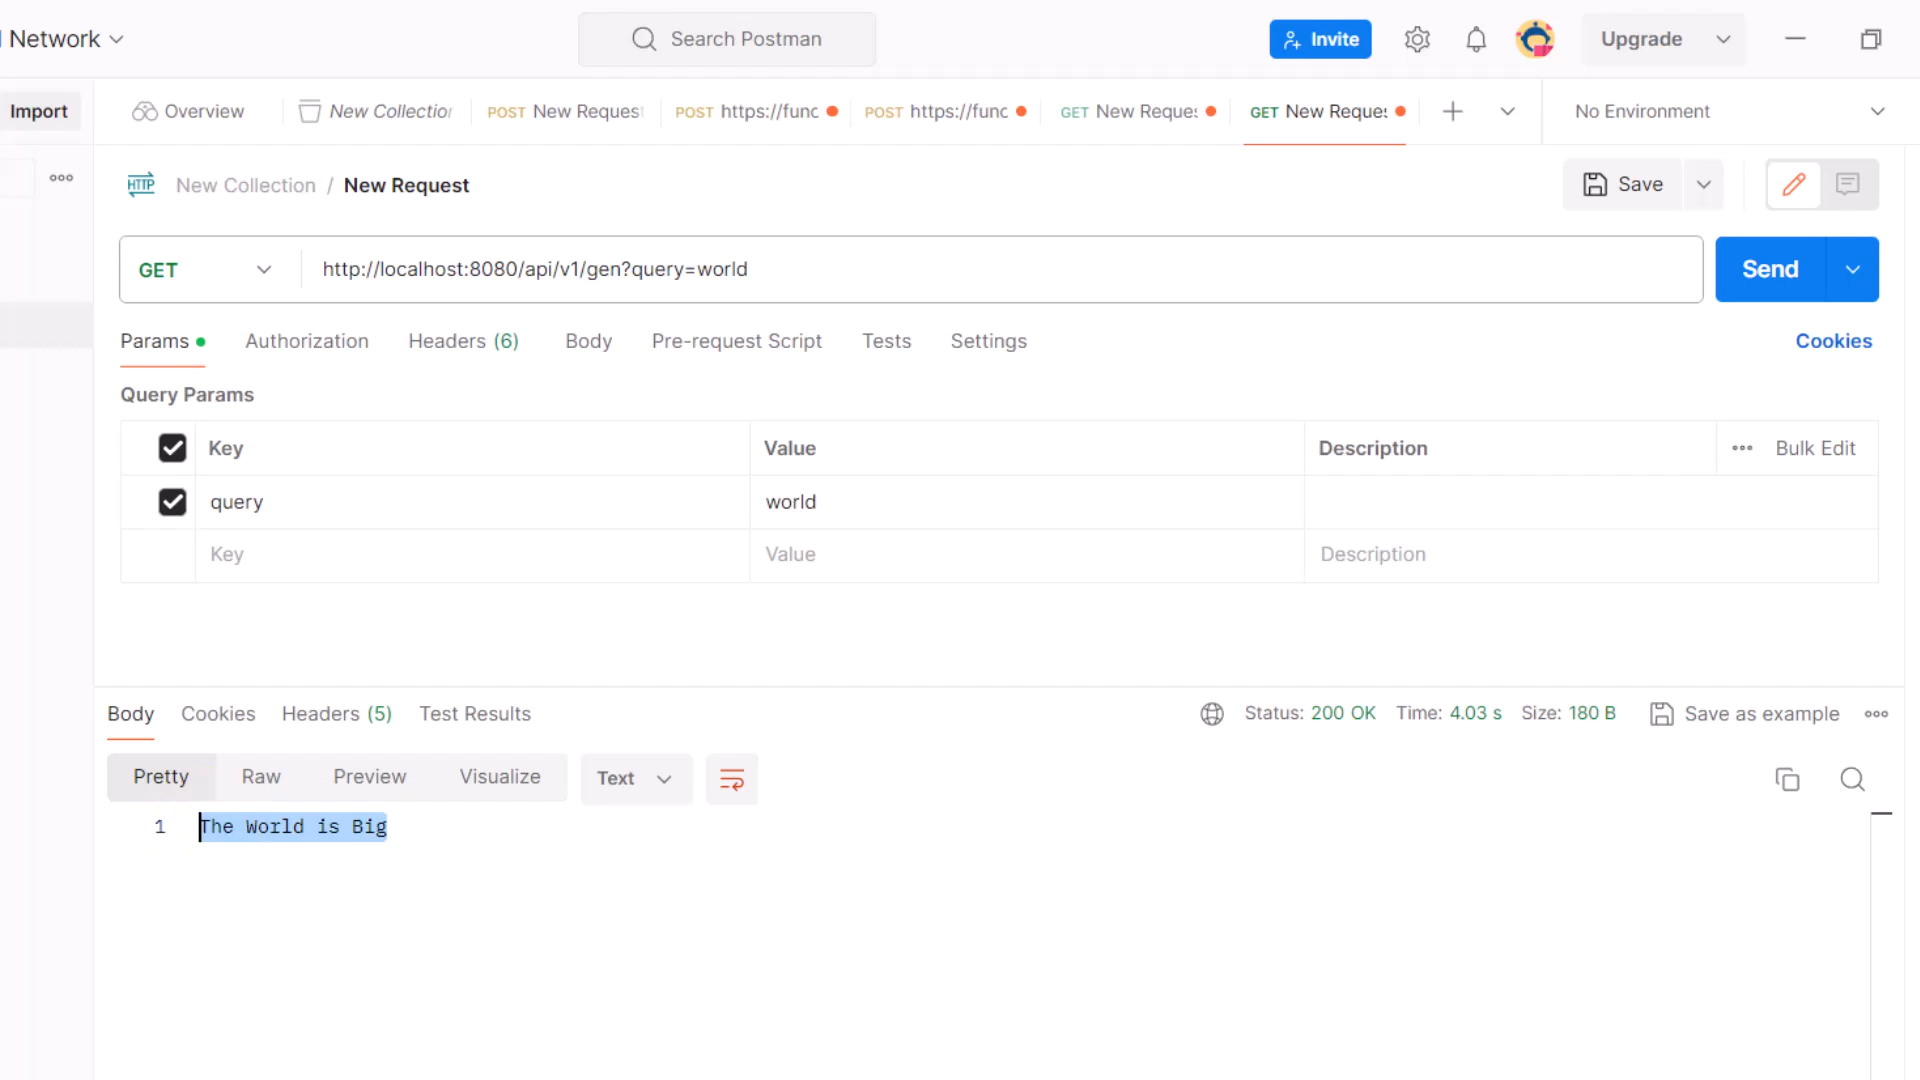 Network
Search Postman
Invite
Upgrade
Import
Overview
New Collection
POST New Reques
POST https://func
POST https://func
GET New Reque
GET New Reque
No Environment
HTTP New Collection / New Request
Save
GET http://localhost:8080/api/v1/gen?query=world
Send
Params
Authorization
Headers (6)
Body
Pre-request Script
Tests
Settings
Cookies
Query Params
Key Value Description Bulk Edit
query world
Key Value Description
Body Cookies Headers (5) Test Results
Status: 200 OK Time: 4.03 s Size: 180 B
Save as example
Pretty Raw Preview Visualize Text
1 The World is Big